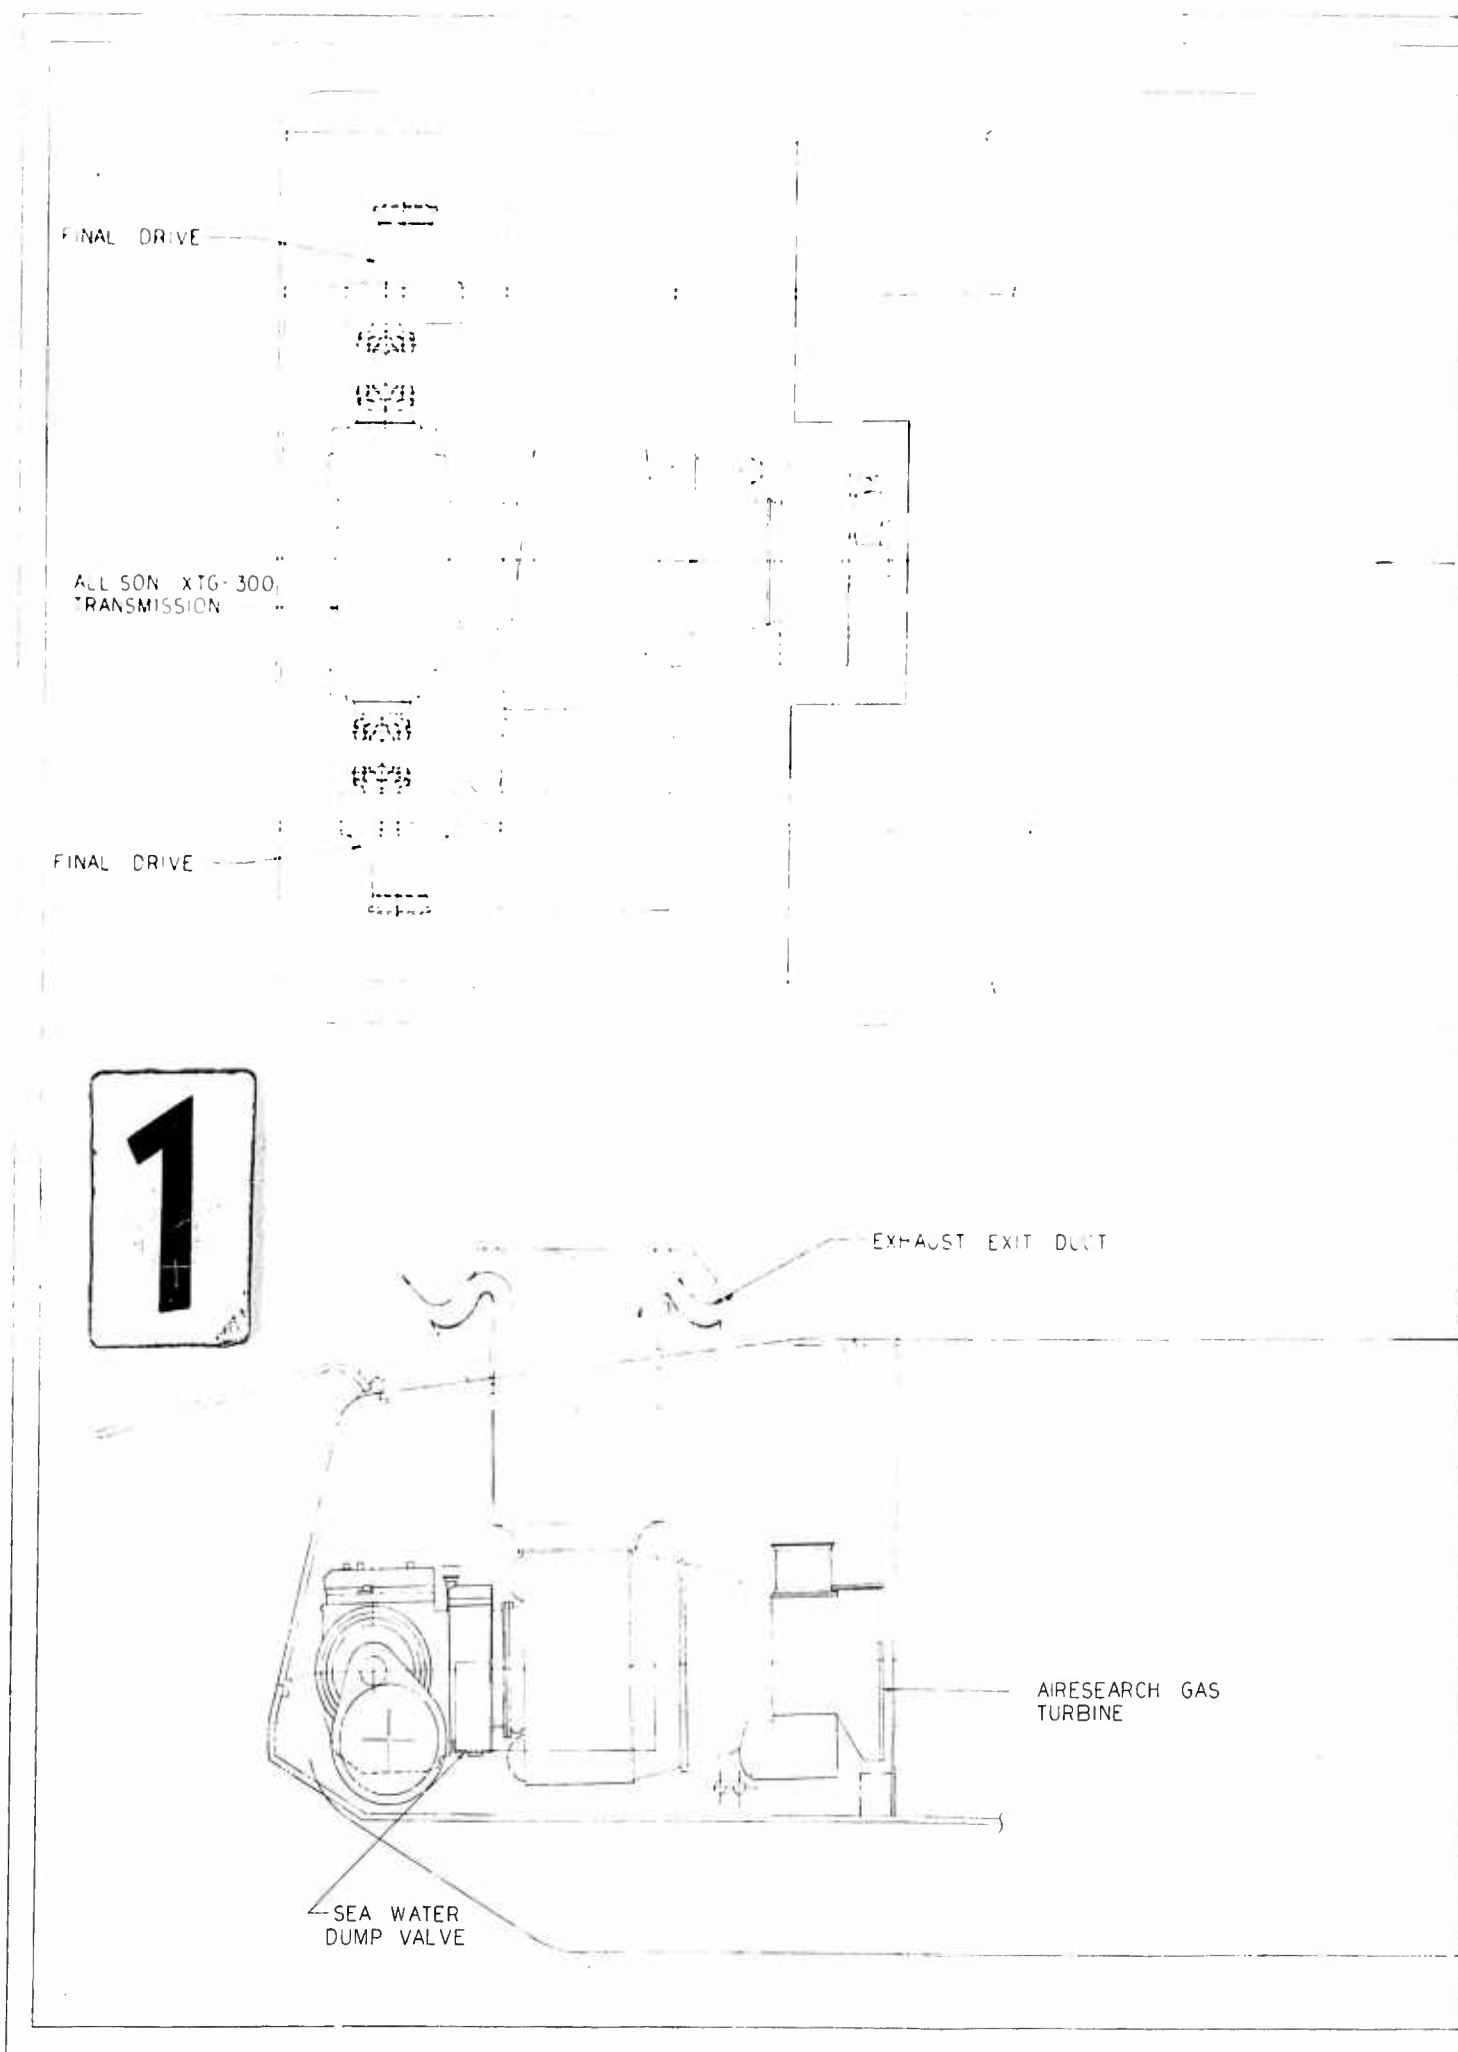 FINAL DRIVE
ALLISON XTG-300
TRANSMISSION
FINAL DRIVE
1
EXHAUST EXIT DUCT
AIRESEARCH GAS
TURBINE
SEA WATER
DUMP VALVE